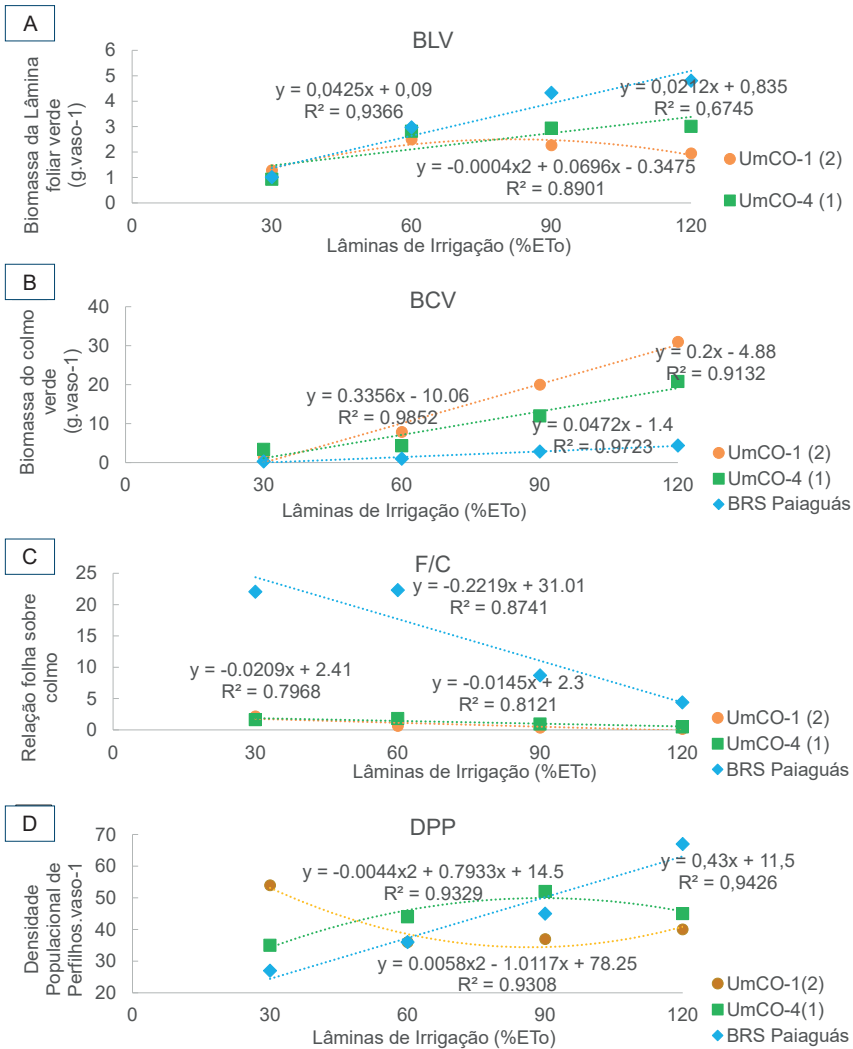 A
BLV
Biomassa da Lâmina
foliar verde
(g.vaso-1)
6
5
4
3
2
1
0
y = 0,0425x + 0,09
R² = 0,9366
y = 0,0212x + 0,835
R² = 0,6745
y = -0.0004x2 + 0.0696x - 0.3475
R² = 0.8901
UmCO-1 (2)
UmCO-4 (1)
0 30 60 90 120
Lâminas de Irrigação (%ETo)
B
BCV
Biomassa do colmo
verde
(g.vaso-1)
40
30
20
10
0
y = 0.2x - 4.88
R² = 0.9132
y = 0.3356x - 10.06
R² = 0.9852
y = 0.0472x - 1.4
R² = 0.9723
UmCO-1 (2)
UmCO-4 (1)
BRS Paiaguás
0 30 60 90 120
Lâminas de Irrigação (%ETo)
C
F/C
Relação folha sobre
colmo
25
20
15
10
5
0
y = -0.2219x + 31.01
R² = 0.8741
y = -0.0209x + 2.41
R² = 0.7968
y = -0.0145x + 2.3
R² = 0.8121
UmCO-1 (2)
UmCO-4 (1)
BRS Paiaguás
0 30 60 90 120
Lâminas de Irrigação (%ETo)
D
DPP
Densidade
Populacional de
Perfilhos.vaso-1
70
60
50
40
30
20
y = -0.0044x2 + 0.7933x + 14.5
R² = 0.9329
y = 0,43x + 11,5
R² = 0,9426
y = 0.0058x2 - 1.0117x + 78.25
R² = 0.9308
UmCO-1(2)
UmCO-4(1)
BRS Paiaguás
0 30 60 90 120
Lâminas de Irrigação (%ETo)